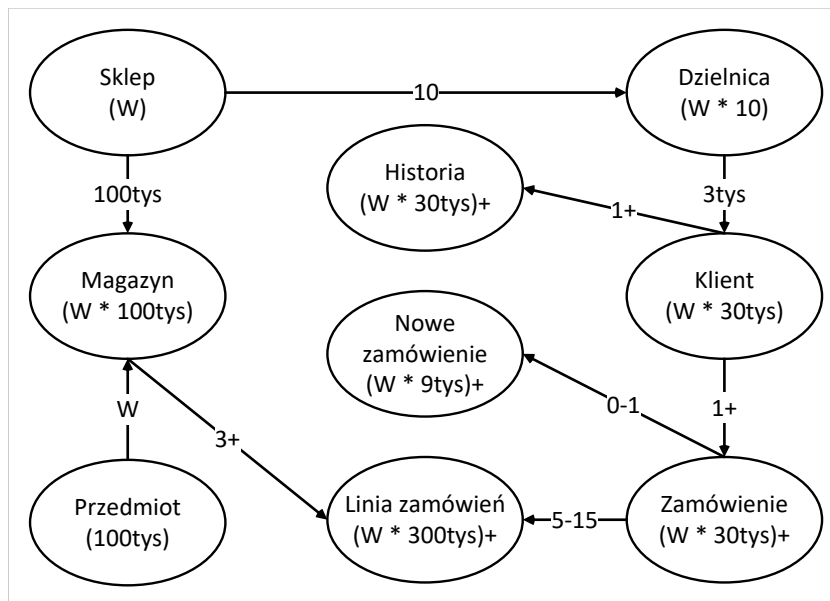 Sklep
(W)
10
Dzielnica
(W * 10)
100tys
Historia
(W * 30tys)+
1+
3tys
Magazyn
(W * 100tys)
Klient
(W * 30tys)
Nowe
zamówienie
(W * 9tys)+
0-1
1+
W
3+
Przedmiot
(100tys)
Linia zamówień
(W * 300tys)+
5-15
Zamówienie
(W * 30tys)+